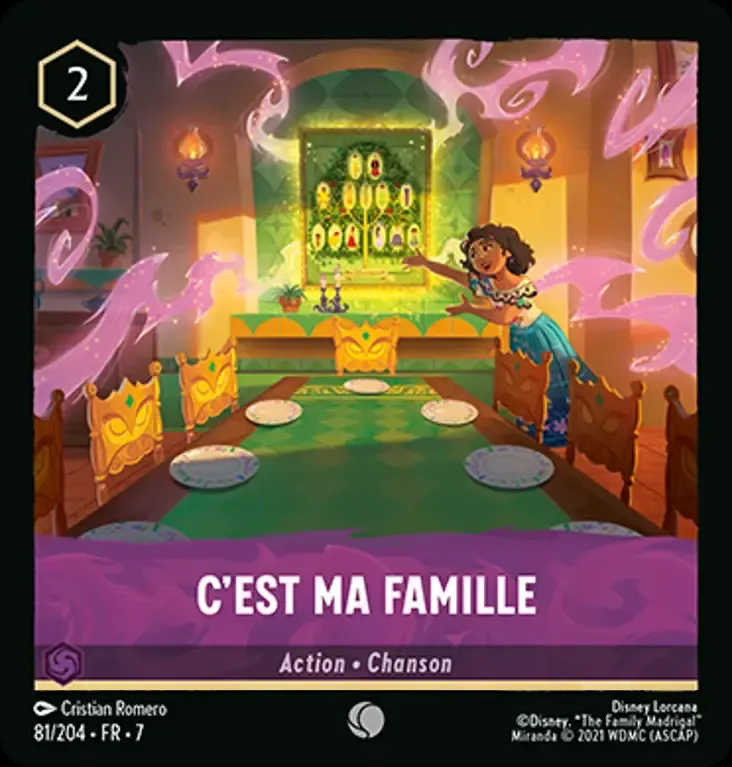 2
C'EST MA FAMILLE
Action • Chanson
Cristian Romero
81/204 • FR • 7
Disney Lorcana
©Disney. "The Family Madrigal"
Miranda © 2021 WDMC (ASCAP)